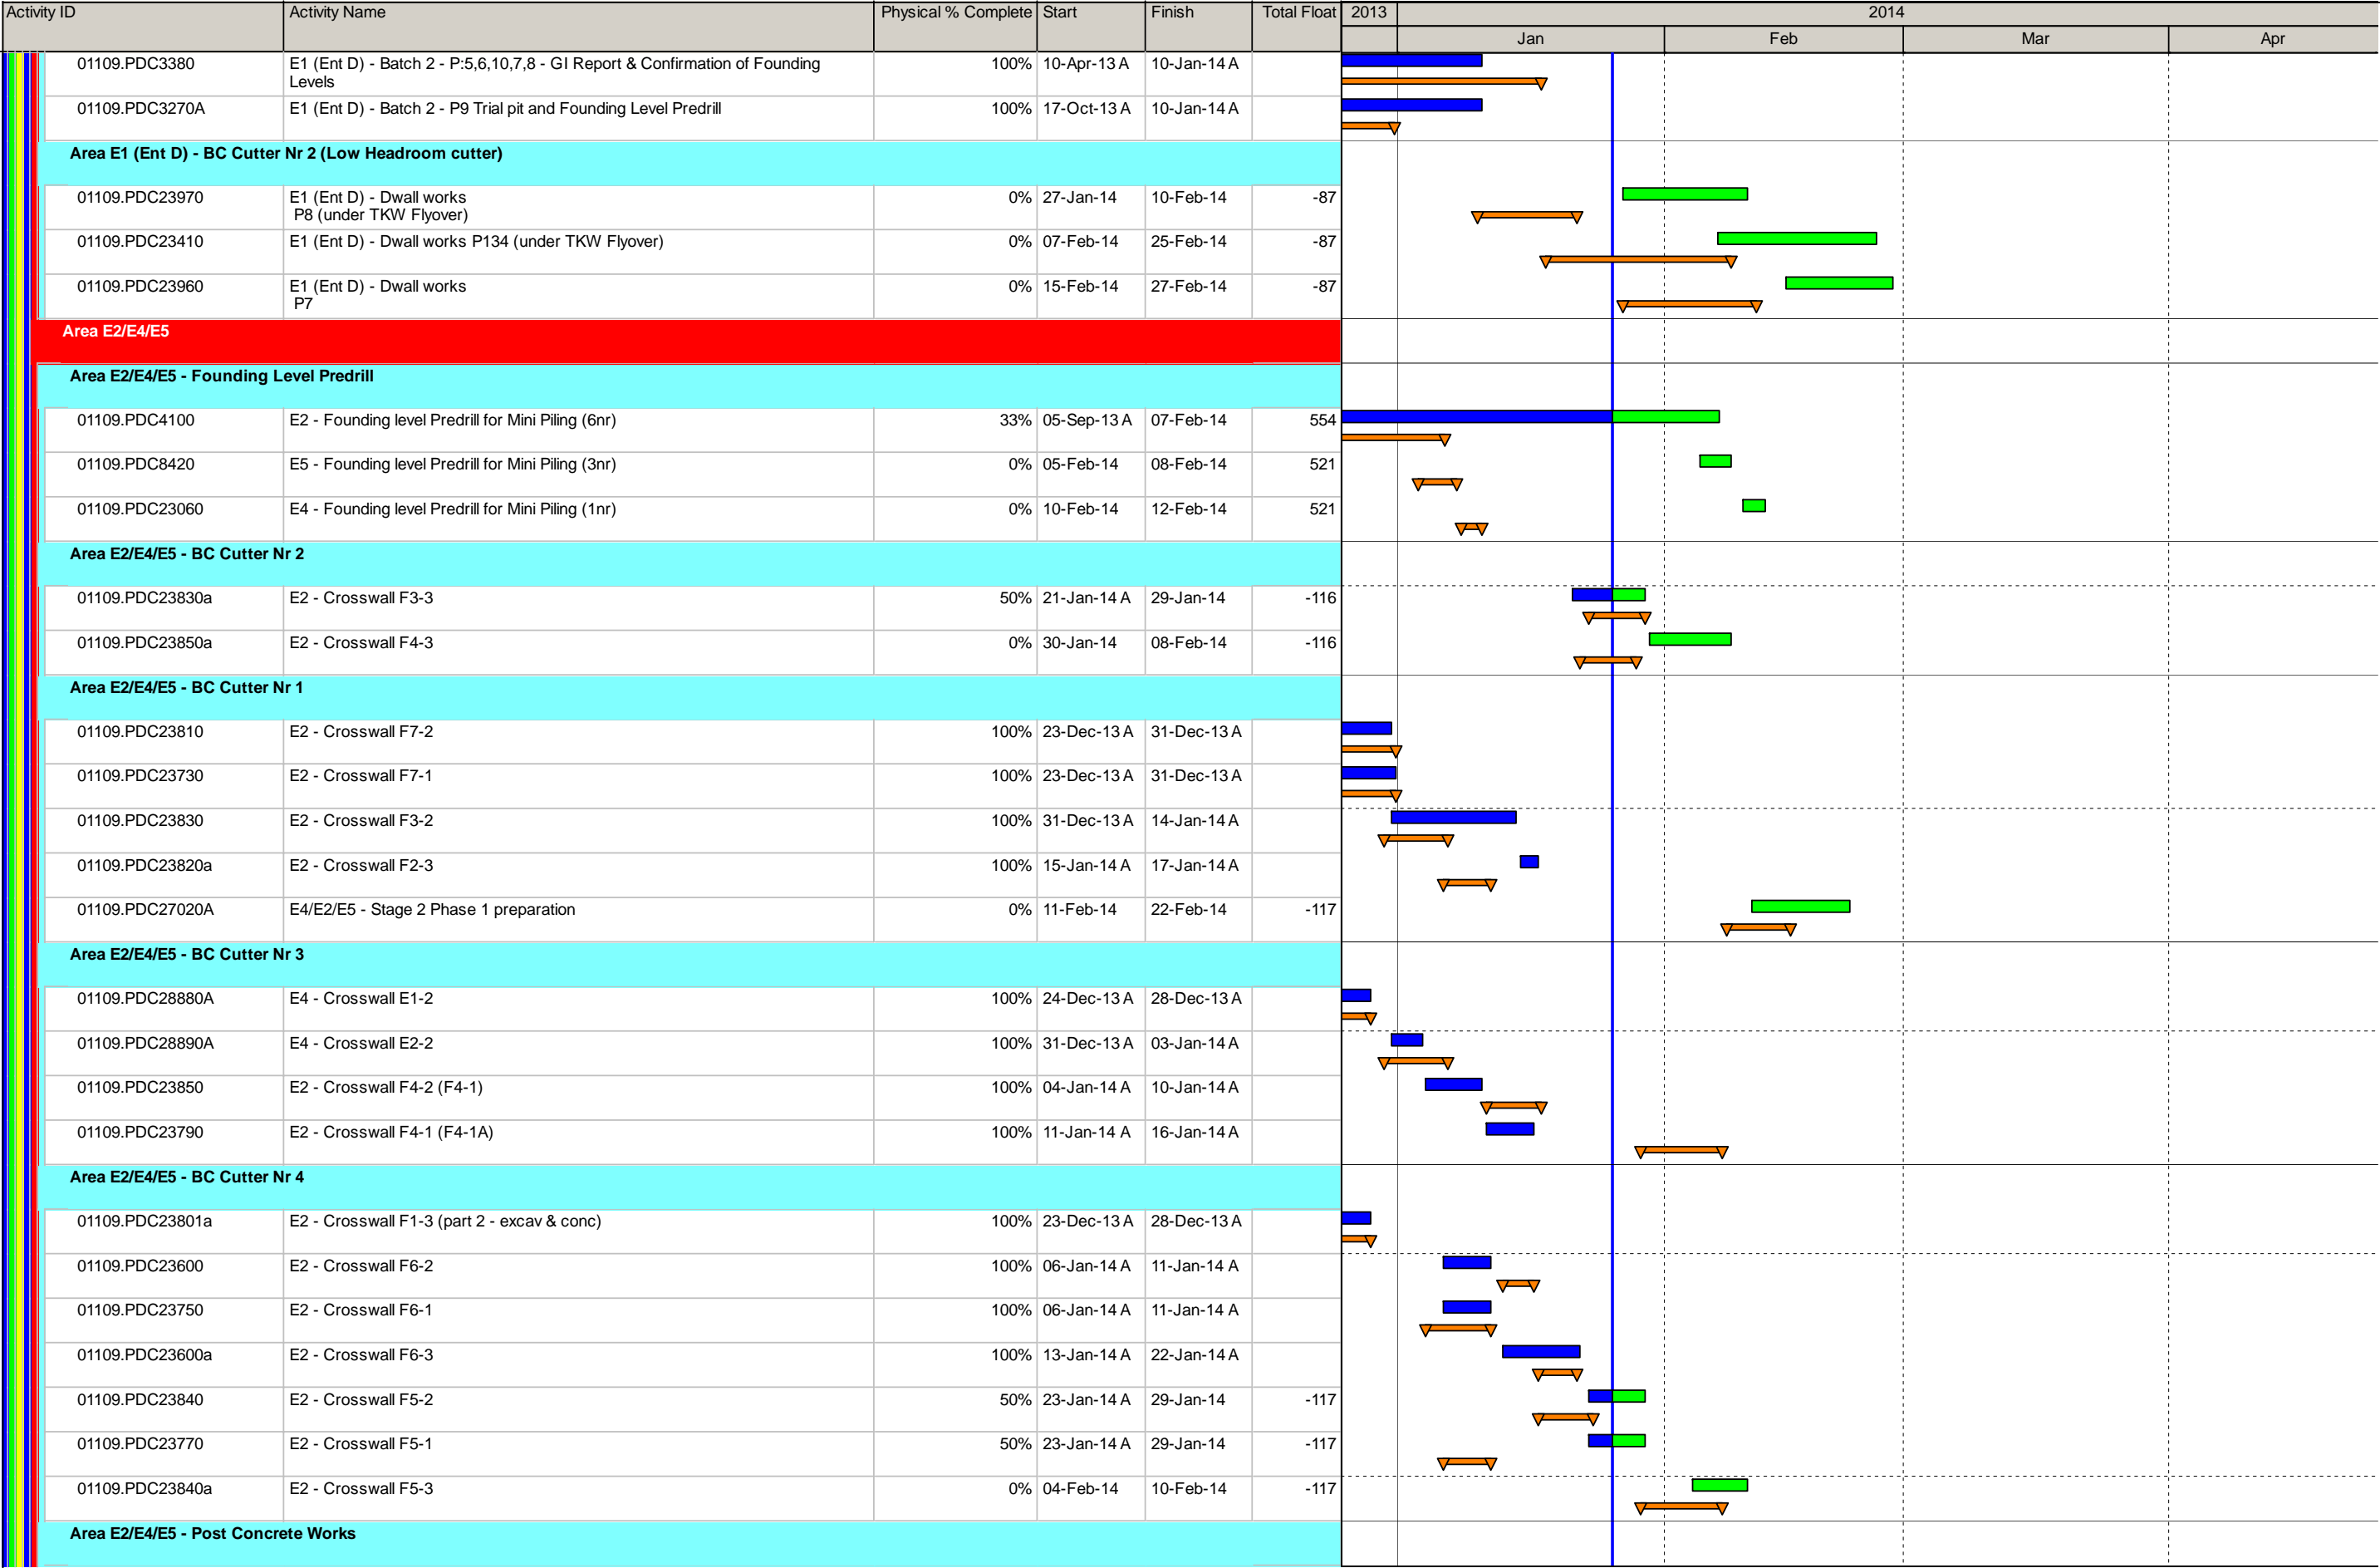 Activity ID Activity Name Physical % Complete Start Finish Total Float 2013 2014
Jan Feb Mar Apr
01109.PDC3380 E1 (Ent D) - Batch 2 - P:5,6,10,7,8 - GI Report & Confirmation of Founding 100% 10-Apr-13 A 10-Jan-14 A
Levels
01109.PDC3270A E1 (Ent D) - Batch 2 - P9 Trial pit and Founding Level Predrill 100% 17-Oct-13 A 10-Jan-14 A
Area E1 (Ent D) - BC Cutter Nr 2 (Low Headroom cutter)
01109.PDC23970 E1 (Ent D) - Dwall works 0% 27-Jan-14 10-Feb-14 -87
P8 (under TKW Flyover)
01109.PDC23410 E1 (Ent D) - Dwall works P134 (under TKW Flyover) 0% 07-Feb-14 25-Feb-14 -87
01109.PDC23960 E1 (Ent D) - Dwall works 0% 15-Feb-14 27-Feb-14 -87
P7
Area E2/E4/E5
Area E2/E4/E5 - Founding Level Predrill
01109.PDC4100 E2 - Founding level Predrill for Mini Piling (6nr) 33% 05-Sep-13 A 07-Feb-14 554
01109.PDC8420 E5 - Founding level Predrill for Mini Piling (3nr) 0% 05-Feb-14 08-Feb-14 521
01109.PDC23060 E4 - Founding level Predrill for Mini Piling (1nr) 0% 10-Feb-14 12-Feb-14 521
Area E2/E4/E5 - BC Cutter Nr 2
01109.PDC23830a E2 - Crosswall F3-3 50% 21-Jan-14 A 29-Jan-14 -116
01109.PDC23850a E2 - Crosswall F4-3 0% 30-Jan-14 08-Feb-14 -116
Area E2/E4/E5 - BC Cutter Nr 1
01109.PDC23810 E2 - Crosswall F7-2 100% 23-Dec-13 A 31-Dec-13 A
01109.PDC23730 E2 - Crosswall F7-1 100% 23-Dec-13 A 31-Dec-13 A
01109.PDC23830 E2 - Crosswall F3-2 100% 31-Dec-13 A 14-Jan-14 A
01109.PDC23820a E2 - Crosswall F2-3 100% 15-Jan-14 A 17-Jan-14 A
01109.PDC27020A E4/E2/E5 - Stage 2 Phase 1 preparation 0% 11-Feb-14 22-Feb-14 -117
Area E2/E4/E5 - BC Cutter Nr 3
01109.PDC28880A E4 - Crosswall E1-2 100% 24-Dec-13 A 28-Dec-13 A
01109.PDC28890A E4 - Crosswall E2-2 100% 31-Dec-13 A 03-Jan-14 A
01109.PDC23850 E2 - Crosswall F4-2 (F4-1) 100% 04-Jan-14 A 10-Jan-14 A
01109.PDC23790 E2 - Crosswall F4-1 (F4-1A) 100% 11-Jan-14 A 16-Jan-14 A
Area E2/E4/E5 - BC Cutter Nr 4
01109.PDC23801a E2 - Crosswall F1-3 (part 2 - excav & conc) 100% 23-Dec-13 A 28-Dec-13 A
01109.PDC23600 E2 - Crosswall F6-2 100% 06-Jan-14 A 11-Jan-14 A
01109.PDC23750 E2 - Crosswall F6-1 100% 06-Jan-14 A 11-Jan-14 A
01109.PDC23600a E2 - Crosswall F6-3 100% 13-Jan-14 A 22-Jan-14 A
01109.PDC23840 E2 - Crosswall F5-2 50% 23-Jan-14 A 29-Jan-14 -117
01109.PDC23770 E2 - Crosswall F5-1 50% 23-Jan-14 A 29-Jan-14 -117
01109.PDC23840a E2 - Crosswall F5-3 0% 04-Feb-14 10-Feb-14 -117
Area E2/E4/E5 - Post Concrete Works